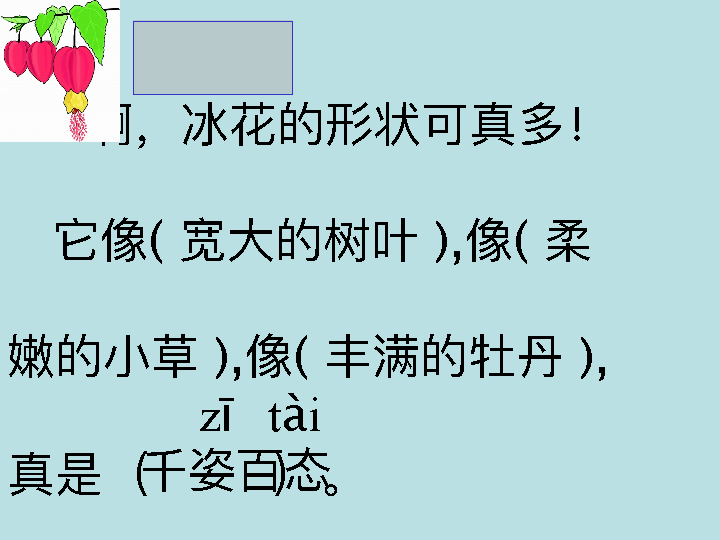 啊，冰花的形状可真多！
它像( 宽大的树叶 ),像( 柔
嫩的小草 ),像( 丰满的牡丹 ),
zī tài
真是 (千姿百态)。